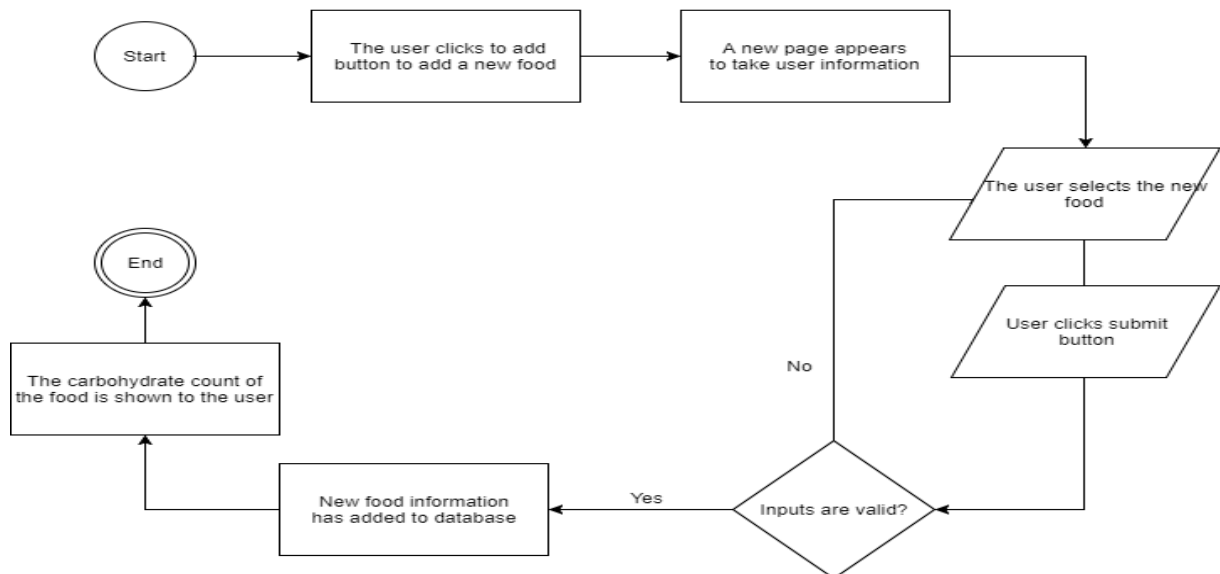 Start
The user clicks to add
button to add a new food
A new page appears
to take user information
The user selects the new
food
User clicks submit
button
Inputs are valid?
No
Yes
New food information
has added to database
The carbohydrate count of
the food is shown to the user
End